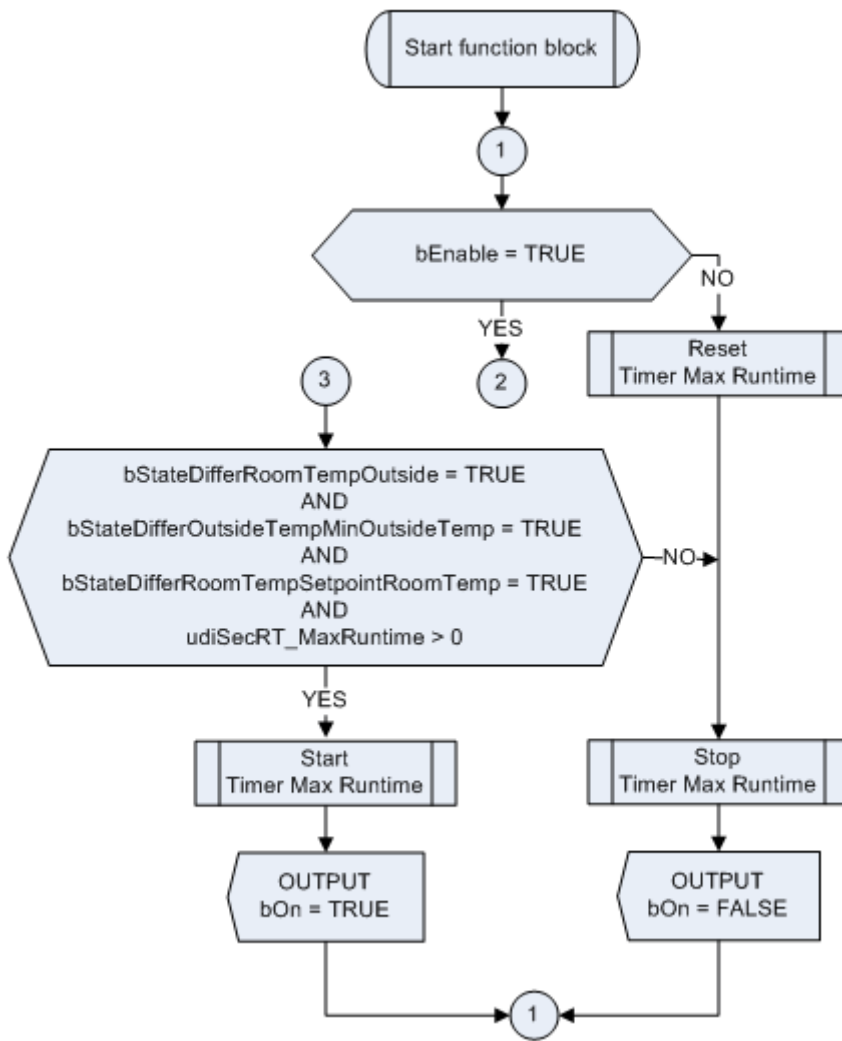 Start function block
1
bEnable = TRUE
NO
YES
Reset
Timer Max Runtime
3
2
bStateDifferRoomTempOutside = TRUE
AND
bStateDifferOutsideTempMinOutsideTemp = TRUE
AND
bStateDifferRoomTempSetpointRoomTemp = TRUE
AND
udiSecRT_MaxRuntime > 0
NO
YES
Start
Timer Max Runtime
Stop
Timer Max Runtime
OUTPUT
bOn = TRUE
OUTPUT
bOn = FALSE
1